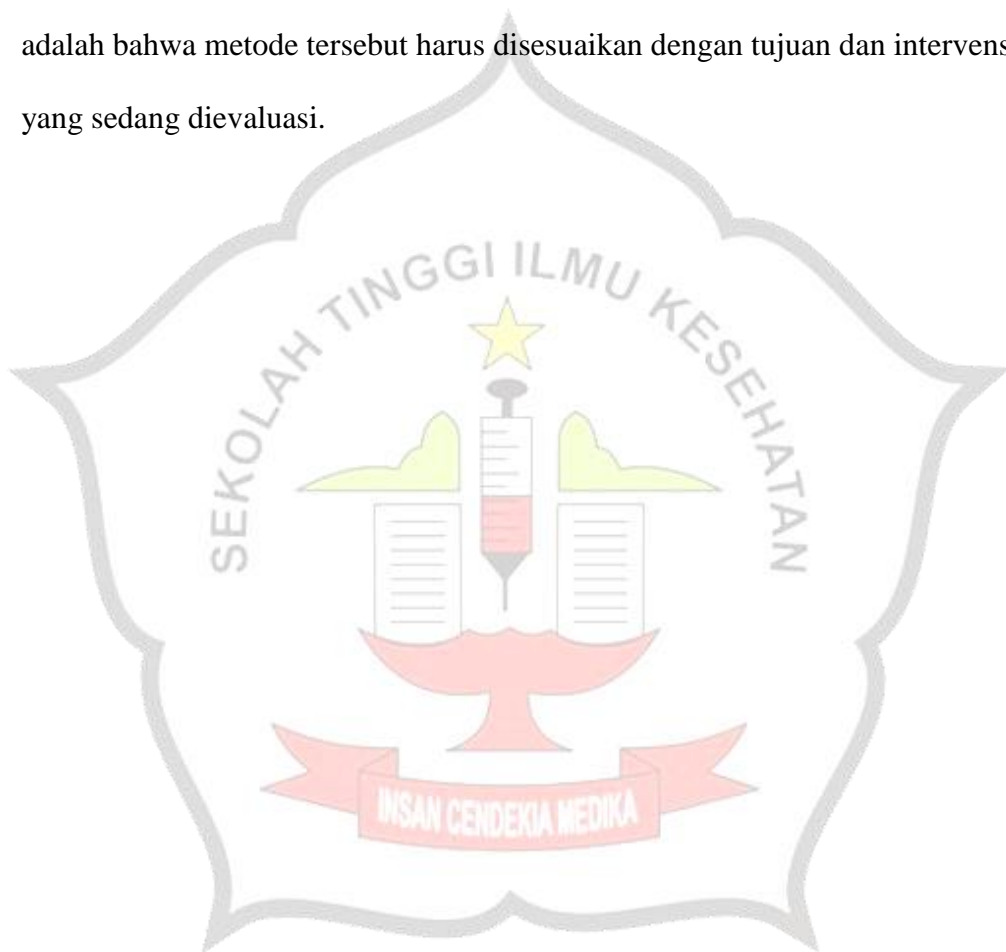 adalah bahwa metode tersebut harus disesuaikan dengan tujuan dan intervens
yang sedang dievaluasi.
SEKOLAH TINGGI ILMU KESEHATAN
INSAN CENDEKIA MEDIKA